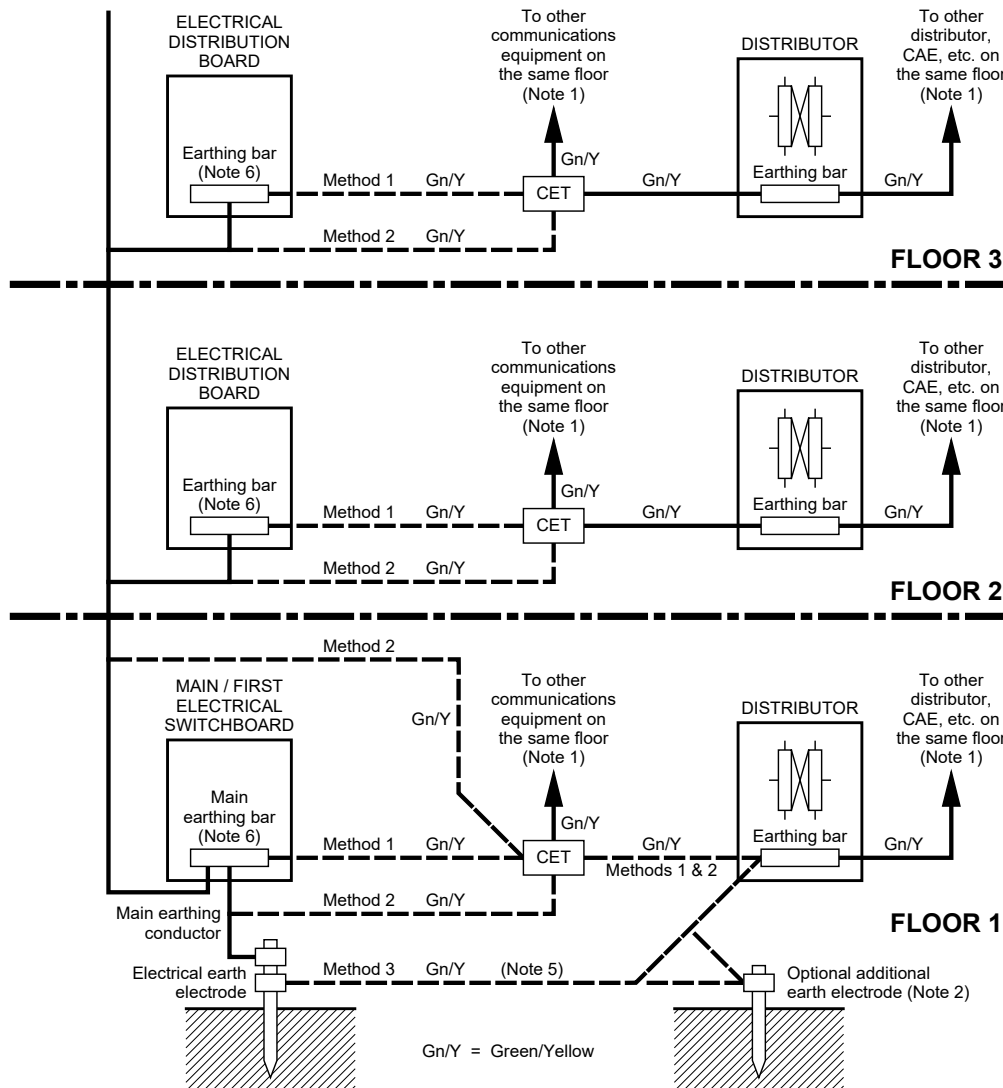 ELECTRICAL
DISTRIBUTION
BOARD
To other
communications
equipment on
the same floor
(Note 1)
DISTRIBUTOR
To other
distributor,
CAE, etc. on
the same floor
(Note 1)
Earthing bar
(Note 6)
Method 1 Gn/Y
Gn/Y
CET
Gn/Y
Earthing bar
Gn/Y
Method 2 Gn/Y
FLOOR 3
ELECTRICAL
DISTRIBUTION
BOARD
To other
communications
equipment on
the same floor
(Note 1)
DISTRIBUTOR
To other
distributor,
CAE, etc. on
the same floor
(Note 1)
Earthing bar
(Note 6)
Method 1 Gn/Y
Gn/Y
CET
Gn/Y
Earthing bar
Gn/Y
Method 2 Gn/Y
FLOOR 2
Method 2
Gn/Y
MAIN / FIRST
ELECTRICAL
SWITCHBOARD
To other
communications
equipment on
the same floor
(Note 1)
DISTRIBUTOR
To other
distributor,
CAE, etc. on
the same floor
(Note 1)
Main
earthing bar
(Note 6)
Method 1 Gn/Y
Gn/Y
CET
Gn/Y
Methods 1 & 2
Earthing bar
Gn/Y
Method 2 Gn/Y
Main earthing
conductor
FLOOR 1
Electrical earth
electrode
Method 3 Gn/Y (Note 5)
Optional additional
earth electrode (Note 2)
Gn/Y = Green/Yellow